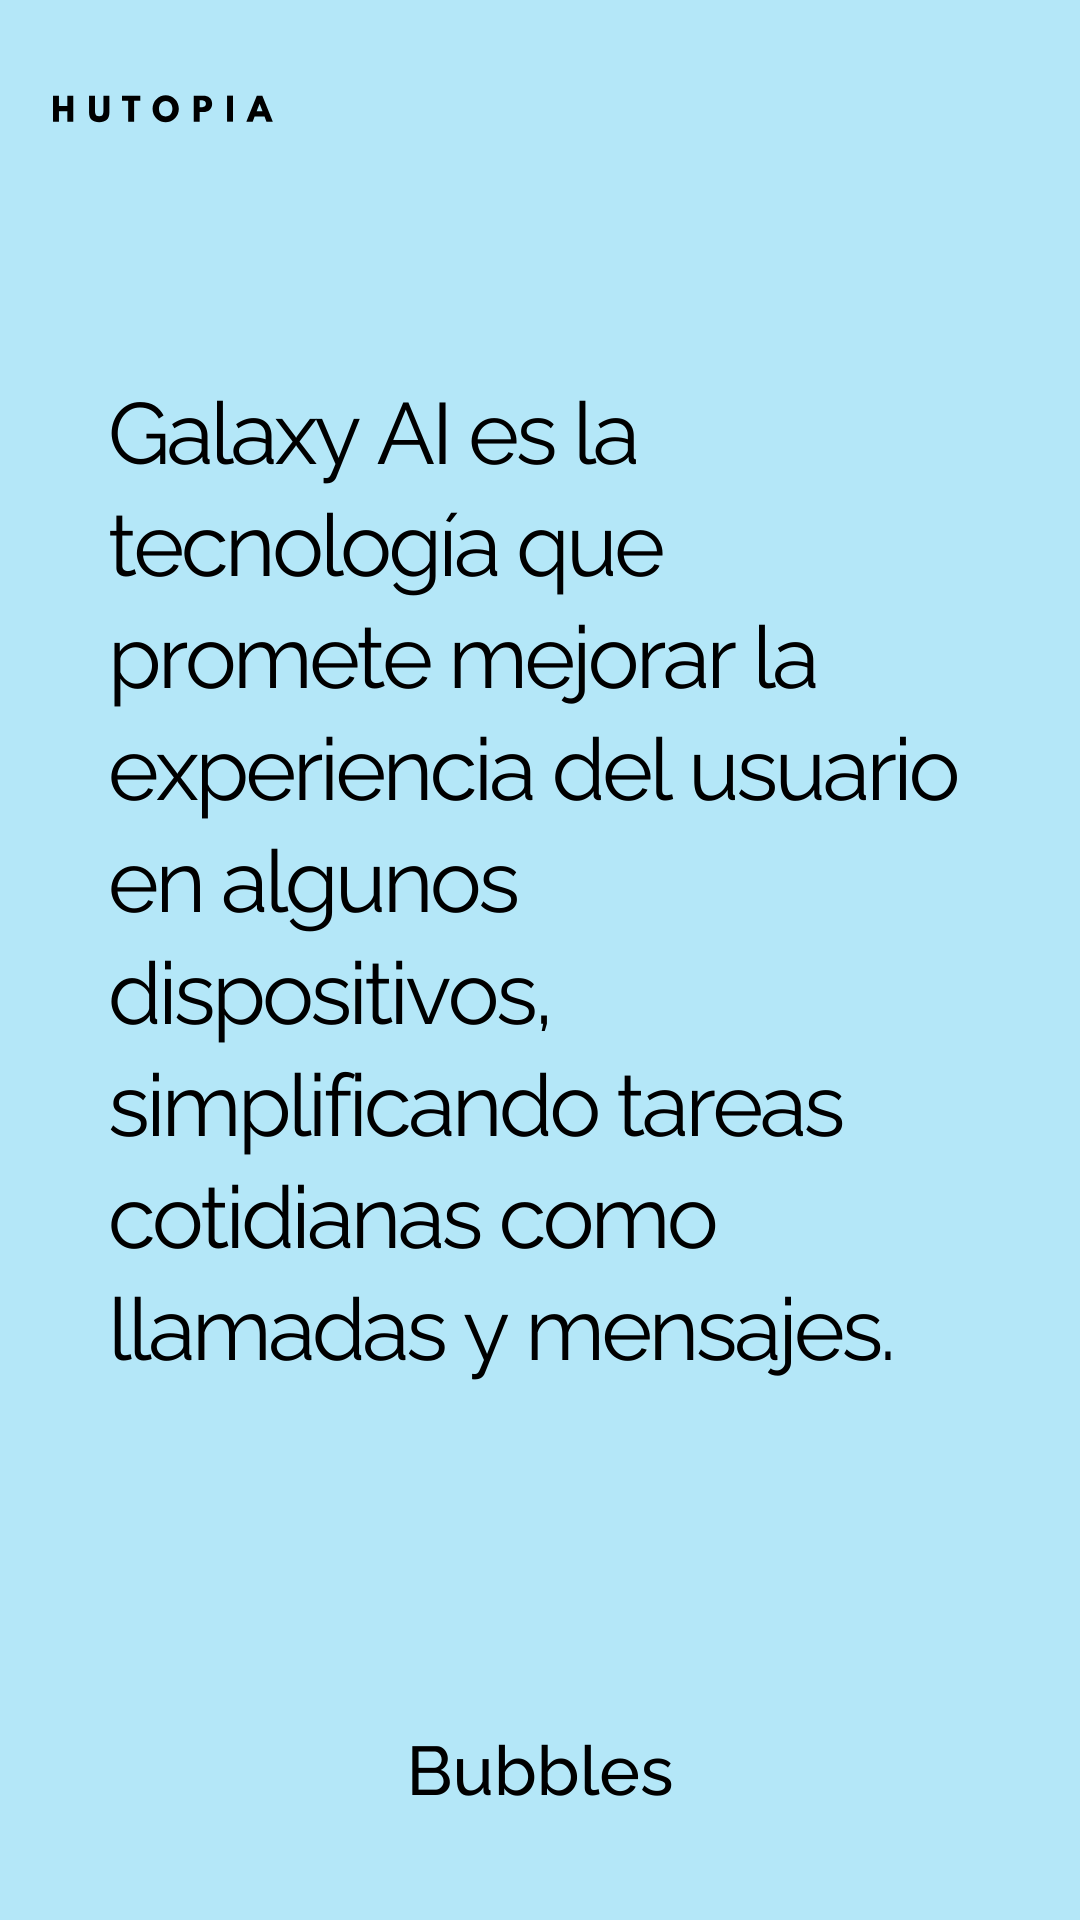 HUTOPIA
Galaxy AI es la
tecnología que
promete mejorar la
experiencia del usuario
en algunos
dispositivos,
simplificando tareas
cotidianas como
llamadas y mensajes.
Bubbles